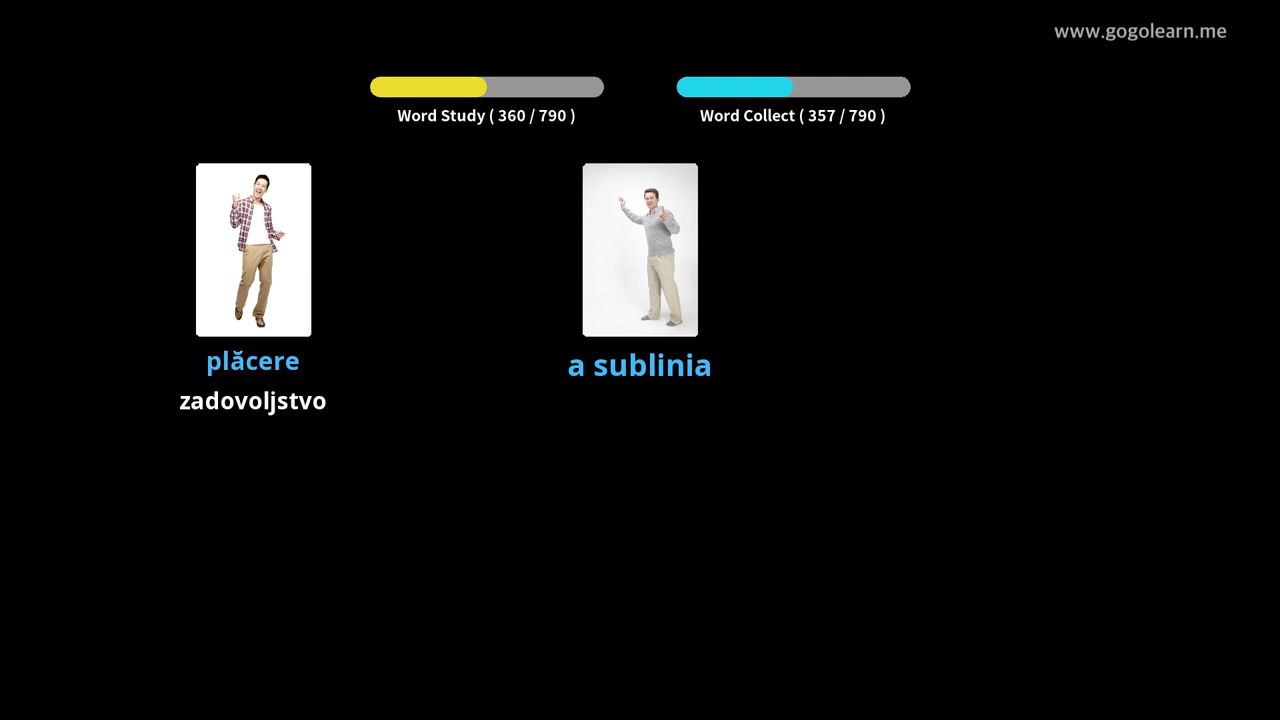 www.gogolearn.me
Word Study ( 360 / 790 )
Word Collect ( 357 / 790 )
plăcere
zadovoljstvo
a sublinia